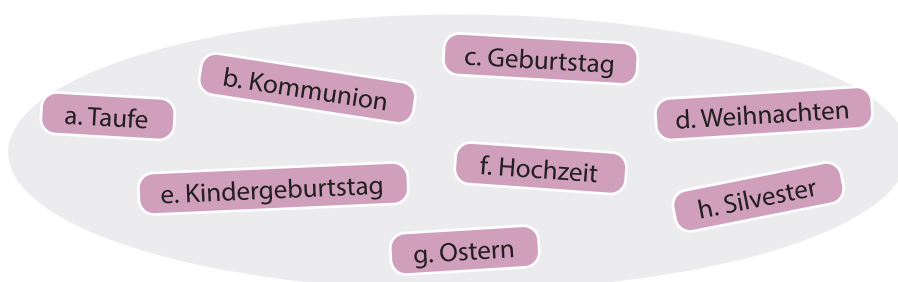 a. Taufe
b. Kommunion
c. Geburtstag
d. Weihnachten
e. Kindergeburtstag
f. Hochzeit
g. Ostern
h. Silvester